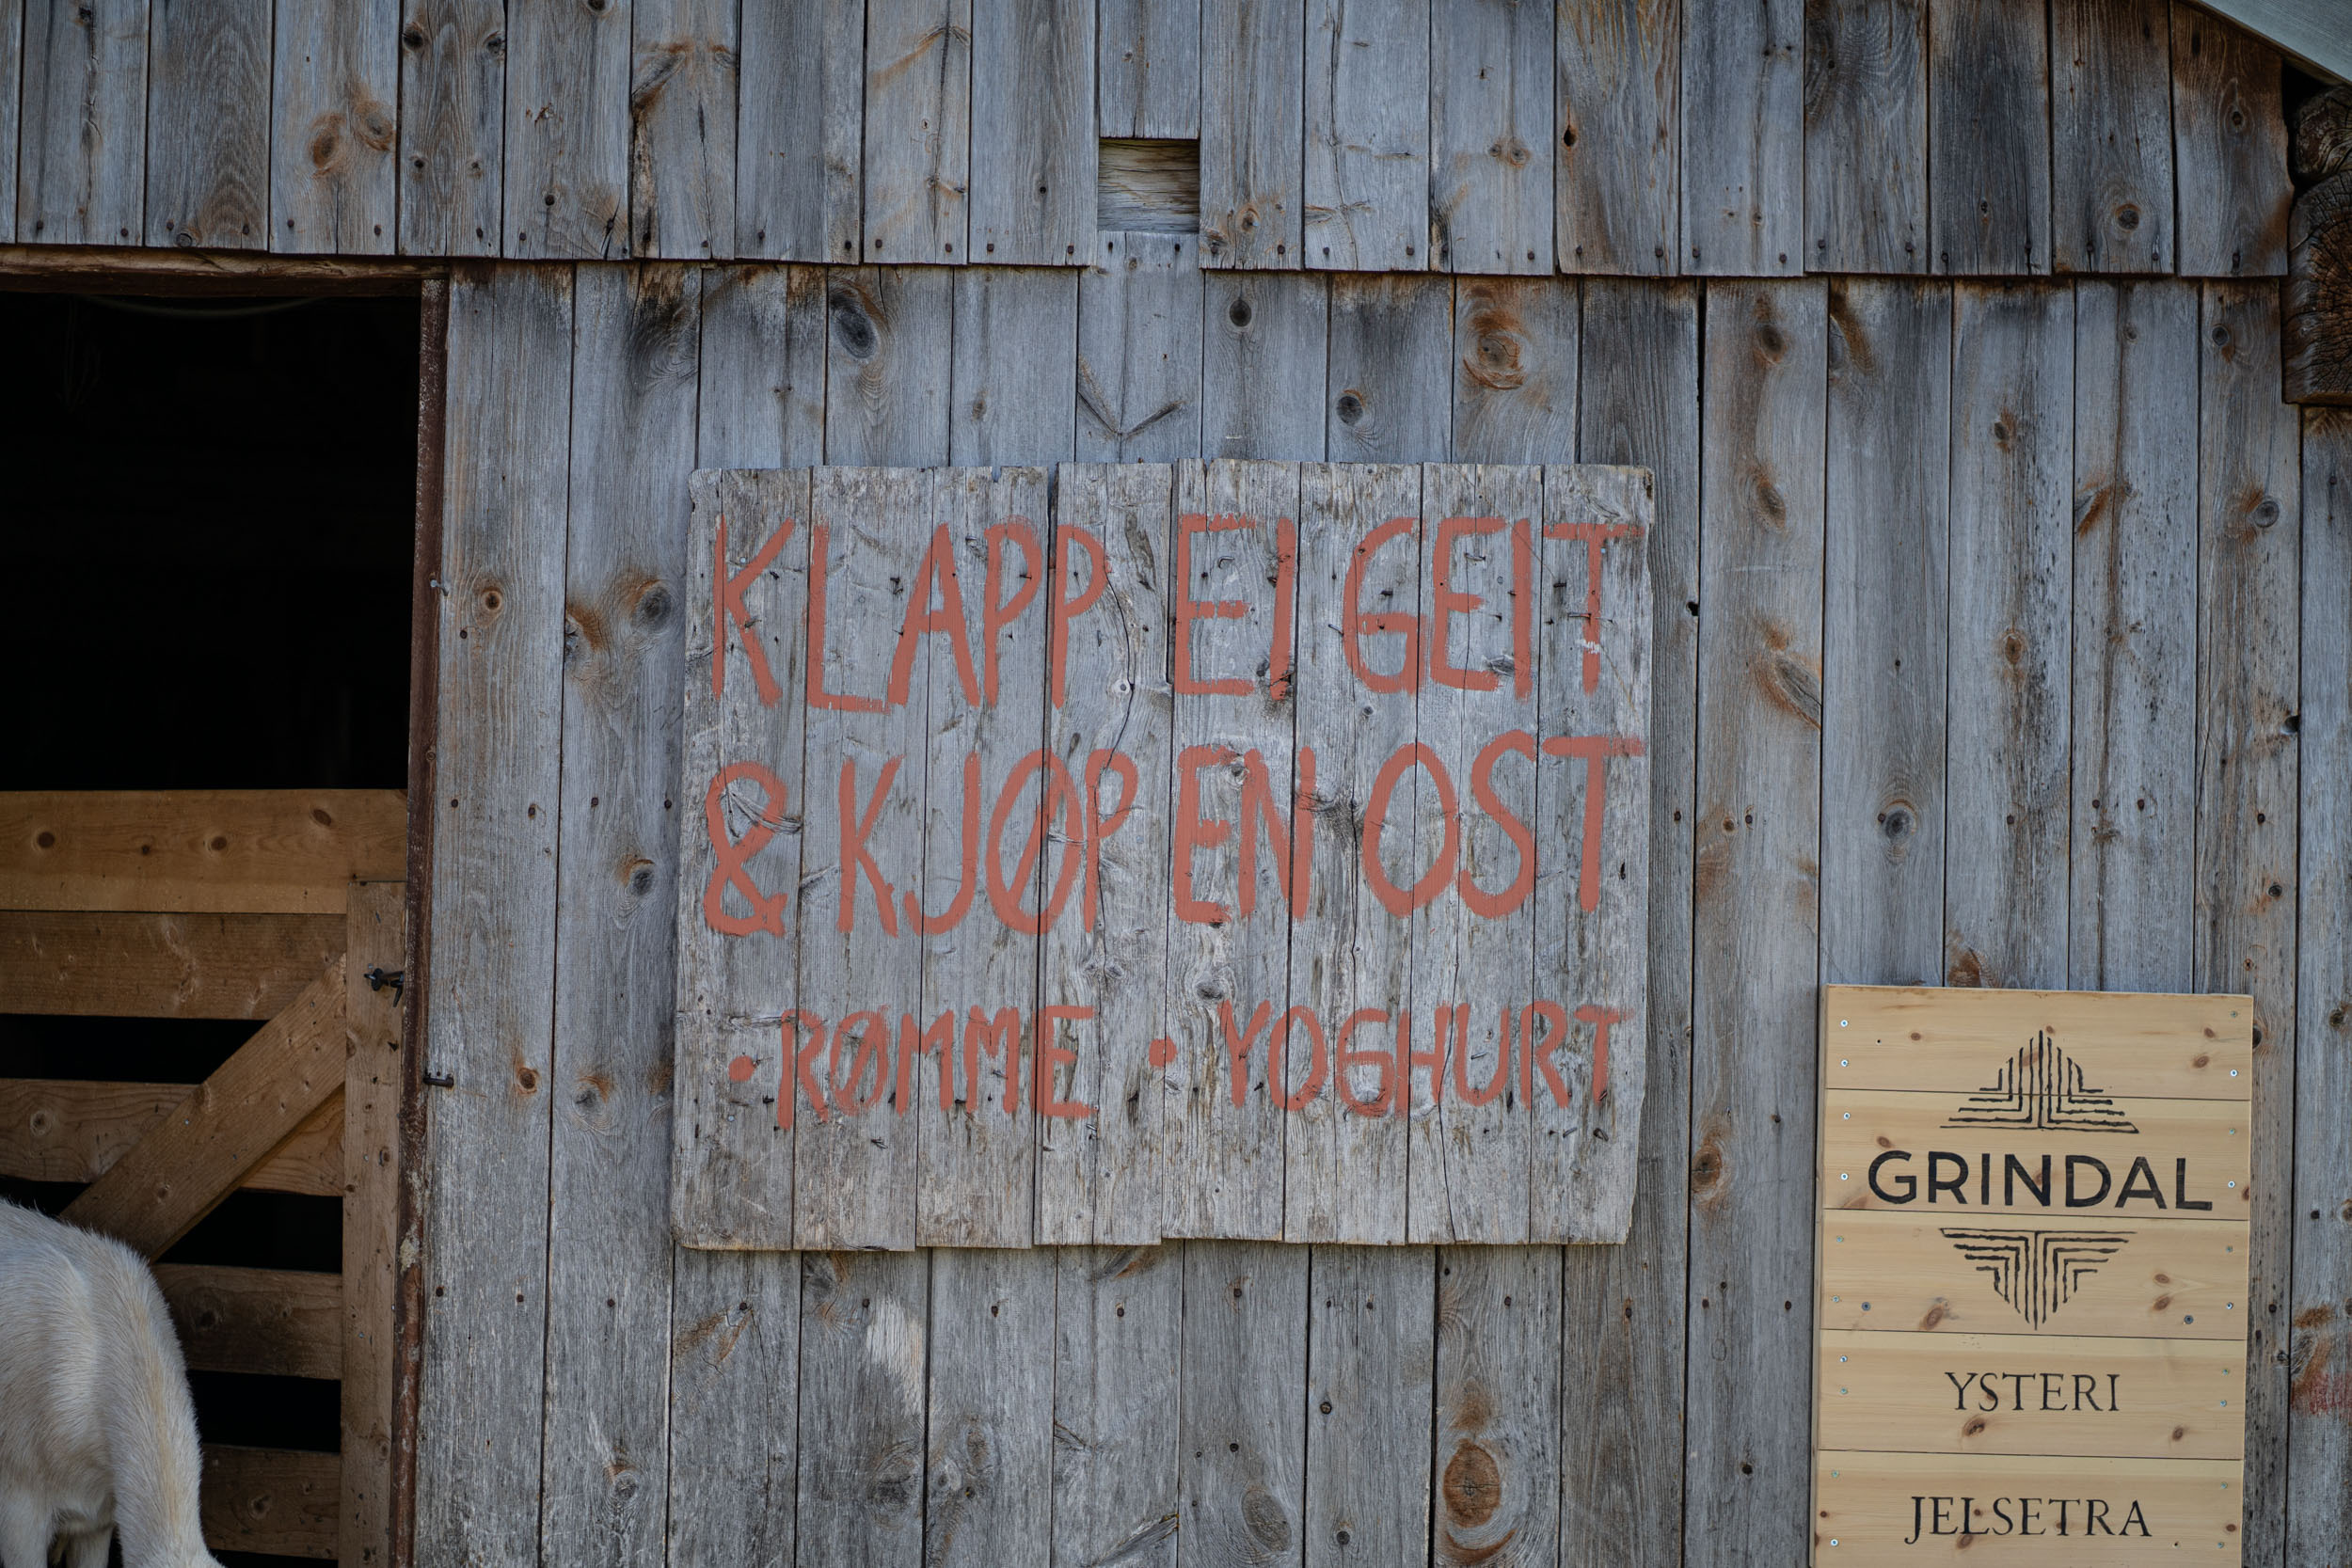 KLAPP EI GEIT
& KJØP EN OST
• RØMME • YOGHURT
GRINDAL
YSTERI
JELSETRA